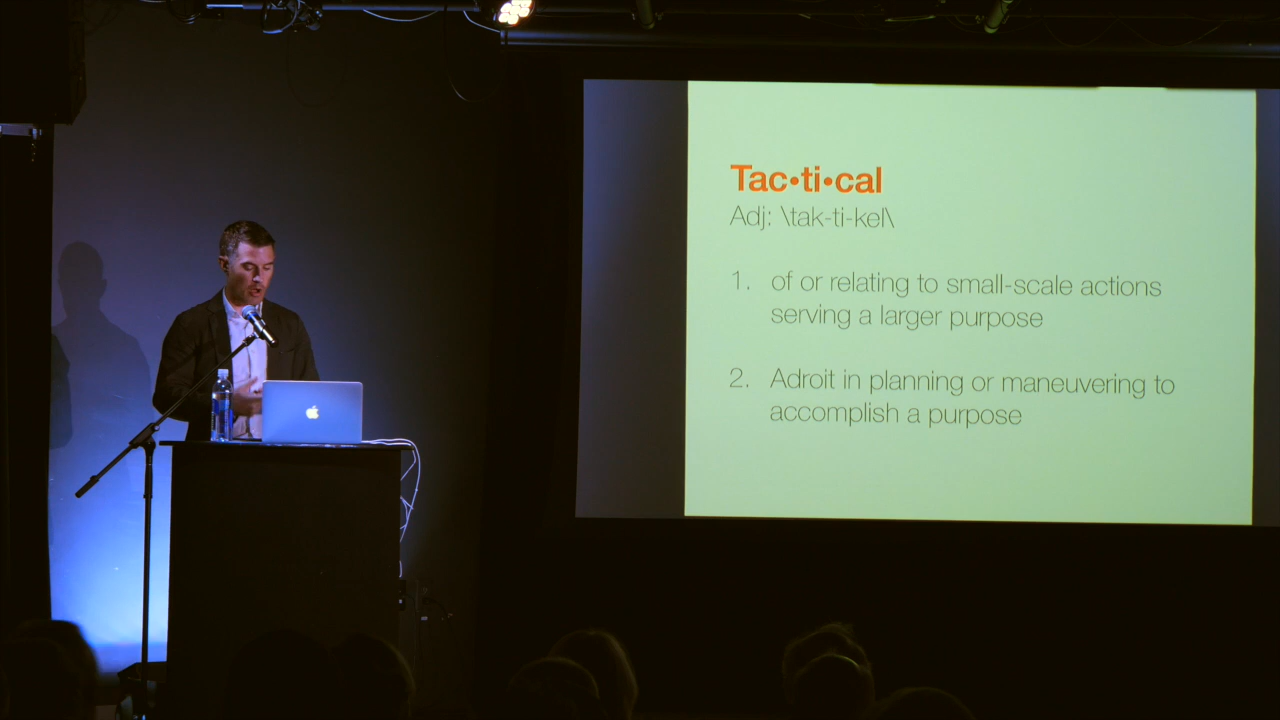 Tac•ti•cal
Adj: \tak-ti-kel\
1. of or relating to small-scale actions
serving a larger purpose
2. Adroit in planning or maneuvering to
accomplish a purpose